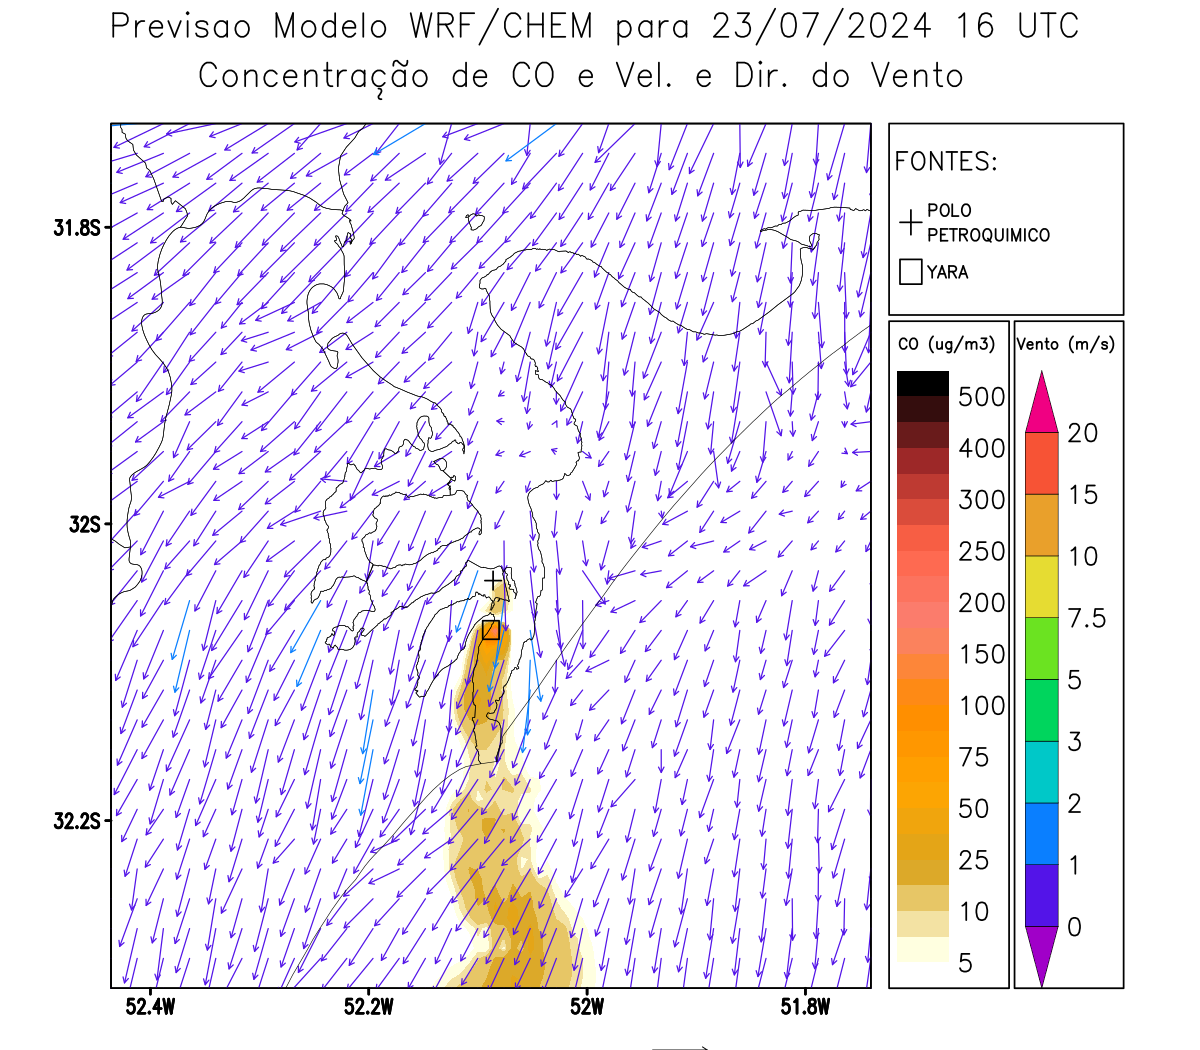 Previsao Modelo WRF/CHEM para 23/07/2024 16 UTC
Concentração de CO e Vel. e Dir. do Vento
FONTES:
POLO
PETROQUIMICO
YARA
CO (ug/m3)
500
400
300
250
200
150
100
75
50
25
10
5
Vento (m/s)
20
15
10
7.5
5
3
2
1
0
31.8S
32S
32.2S
52.4W
52.2W
52W
51.8W